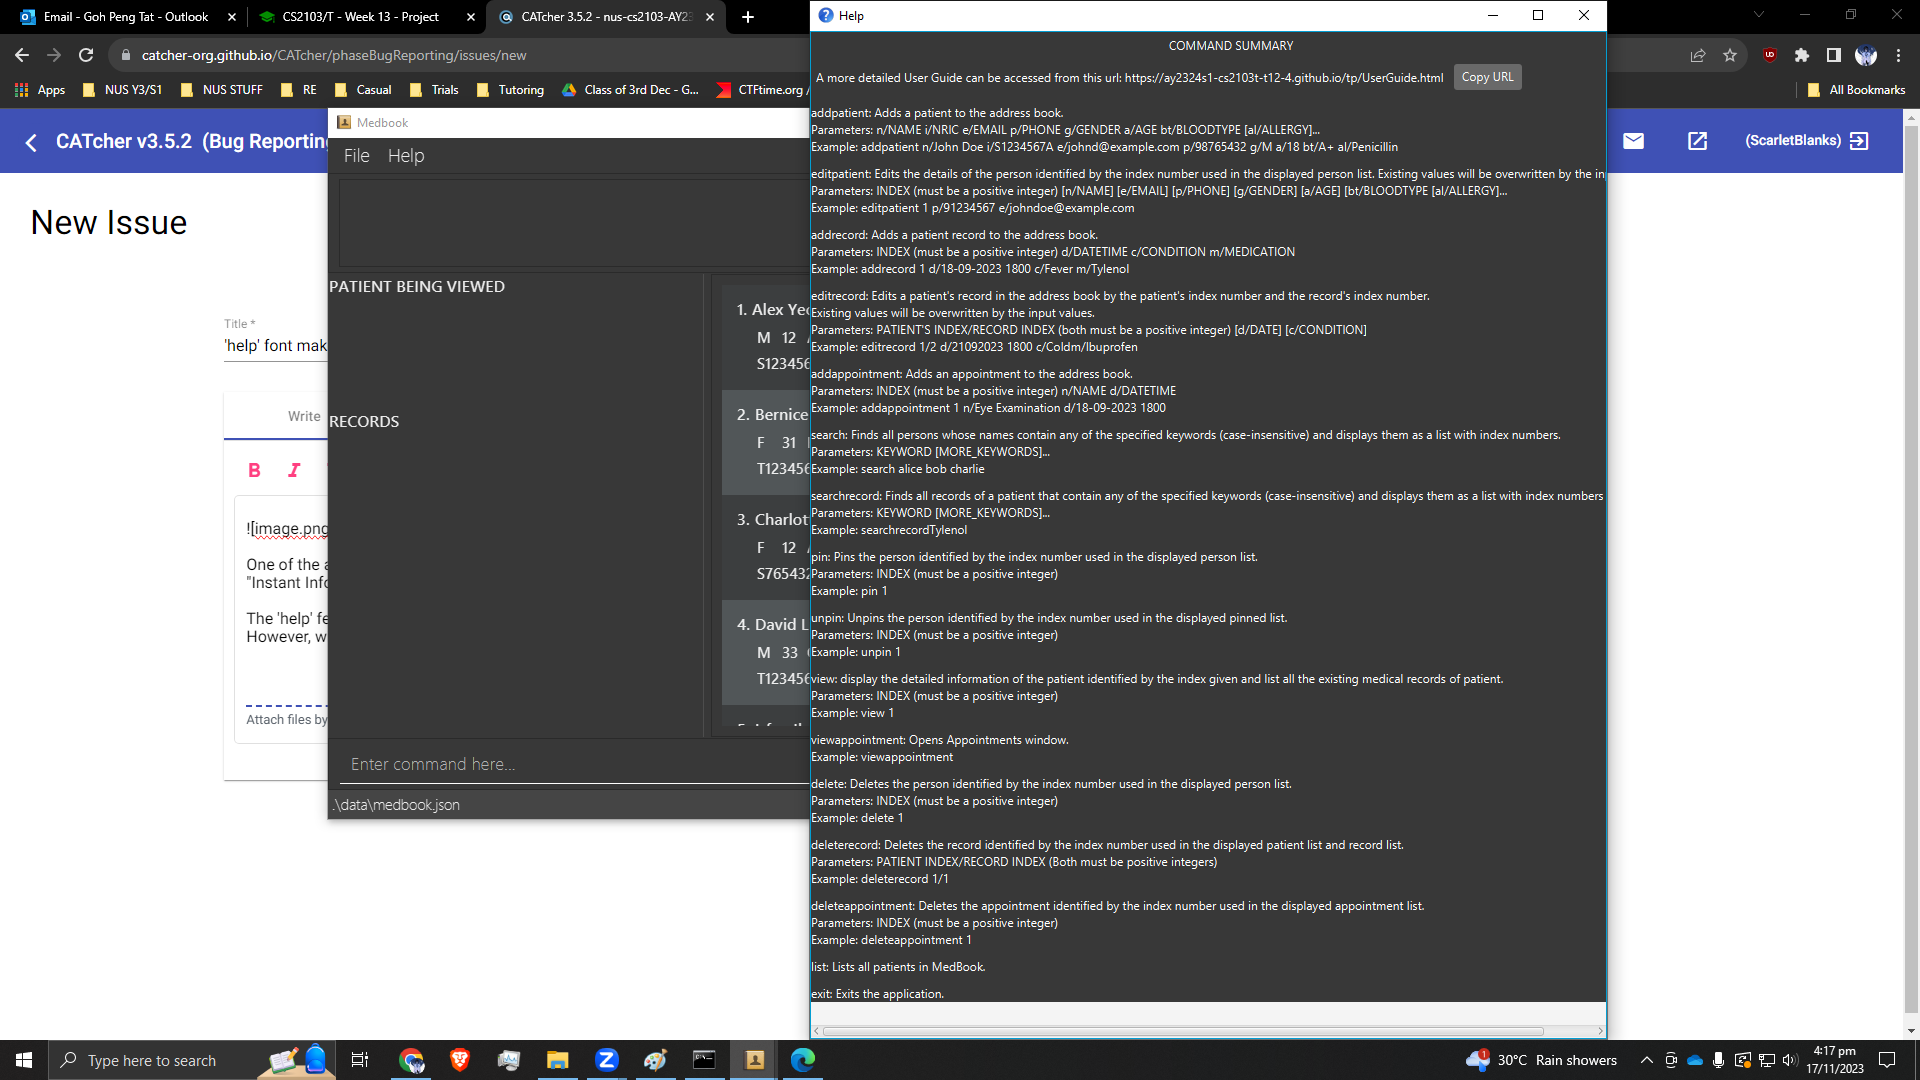 Email - Goh Peng Tat - Outlook
CS2103/T - Week 13 - Project
CATcher 3.5.2 - nus-cs2103-AY23
catcher-org.github.io/CATcher/phaseBugReporting/issues/new
Apps
NUS Y3/S1
NUS STUFF
RE
Casual
Trials
Tutoring
Class of 3rd Dec - G...
CTFtime.org /
All Bookmarks
CATcher v3.5.2 (Bug Reporting
(ScarletBlanks)
New Issue
Title *
'help' font mak
Write
B I
![image.png
One of the a
"Instant Info
The 'help' fe
However, w
Attach files by
Medbook
File Help
PATIENT BEING VIEWED
RECORDS
1. Alex Yeo
M 12
S123456
2. Bernice
F 31
T123456
3. Charlot
F 12
S765432
4. David L
M 33
T123456
Enter command here...
.\data\medbook.json
Help
COMMAND SUMMARY
A more detailed User Guide can be accessed from this url: https://ay2324s1-cs2103t-t12-4.github.io/tp/UserGuide.html
Copy URL
addpatient: Adds a patient to the address book.
Parameters: n/NAME i/NRIC e/EMAIL p/PHONE g/GENDER a/AGE bt/BLOODTYPE [al/ALLERGY]...
Example: addpatient n/John Doe i/S1234567A e/johnd@example.com p/98765432 g/M a/18 bt/A+ al/Penicillin
editpatient: Edits the details of the person identified by the index number used in the displayed person list. Existing values will be overwritten by the in
Parameters: INDEX (must be a positive integer) [n/NAME] [e/EMAIL] [p/PHONE] [g/GENDER] [a/AGE] [bt/BLOODTYPE [al/ALLERGY]...
Example: editpatient 1 p/91234567 e/johndoe@example.com
addrecord: Adds a patient record to the address book.
Parameters: INDEX (must be a positive integer) d/DATETIME c/CONDITION m/MEDICATION
Example: addrecord 1 d/18-09-2023 1800 c/Fever m/Tylenol
editrecord: Edits a patient's record in the address book by the patient's index number and the record's index number.
Existing values will be overwritten by the input values.
Parameters: PATIENT'S INDEX/RECORD INDEX (both must be a positive integer) [d/DATE] [c/CONDITION]
Example: editrecord 1/2 d/21092023 1800 c/Coldm/Ibuprofen
addappointment: Adds an appointment to the address book.
Parameters: INDEX (must be a positive integer) n/NAME d/DATETIME
Example: addappointment 1 n/Eye Examination d/18-09-2023 1800
search: Finds all persons whose names contain any of the specified keywords (case-insensitive) and displays them as a list with index numbers.
Parameters: KEYWORD [MORE_KEYWORDS]...
Example: search alice bob charlie
searchrecord: Finds all records of a patient that contain any of the specified keywords (case-insensitive) and displays them as a list with index numbers
Parameters: KEYWORD [MORE_KEYWORDS]...
Example: searchrecordTylenol
pin: Pins the person identified by the index number used in the displayed person list.
Parameters: INDEX (must be a positive integer)
Example: pin 1
unpin: Unpins the person identified by the index number used in the displayed pinned list.
Parameters: INDEX (must be a positive integer)
Example: unpin 1
view: display the detailed information of the patient identified by the index given and list all the existing medical records of patient.
Parameters: INDEX (must be a positive integer)
Example: view 1
viewappointment: Opens Appointments window.
Example: viewappointment
delete: Deletes the person identified by the index number used in the displayed person list.
Parameters: INDEX (must be a positive integer)
Example: delete 1
deleterecord: Deletes the record identified by the index number used in the displayed patient list and record list.
Parameters: PATIENT INDEX/RECORD INDEX (Both must be positive integers)
Example: deleterecord 1/1
deleteappointment: Deletes the appointment identified by the index number used in the displayed appointment list.
Parameters: INDEX (must be a positive integer)
Example: deleteappointment 1
list: Lists all patients in MedBook.
exit: Exits the application.
Type here to search
30°C Rain showers
4:17 pm
17/11/2023